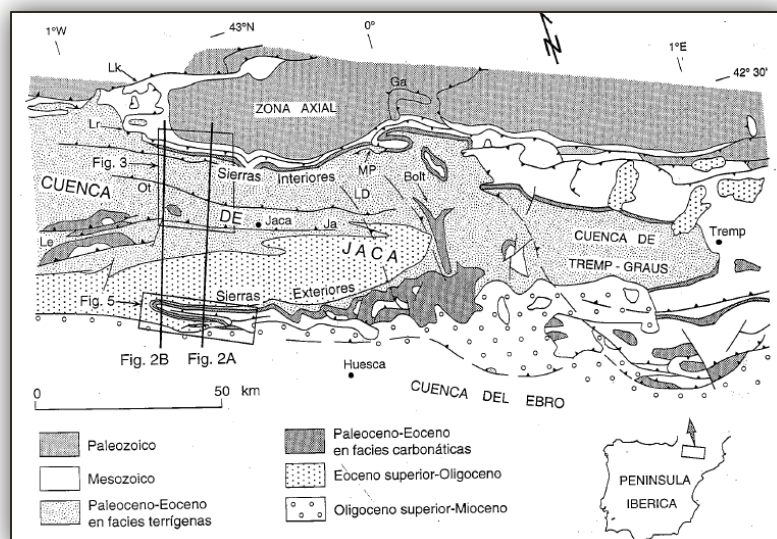 1°W
43°N
0°
1°E
42° 30'
N
Lk
Ga
ZONA AXIAL
Lr
Fig. 3
Sierras Interiores
MP
Bolt
CUENCA
Ot
LD
DE
Jaca
Ja
Le
JACA
CUENCA DE
TREMP-GRAUS
Tremp
Fig. 5
Sierras Exteriores
Fig. 2B
Fig. 2A
Huesca
0
50
km
CUENCA DEL EBRO
Paleozoico
Mesozoico
Paleoceno-Eoceno
en facies terrígenas
Paleoceno-Eoceno
en facies carbonáticas
Eoceno superior-Oligoceno
Oligoceno superior-Mioceno
PENINSULA
IBERICA